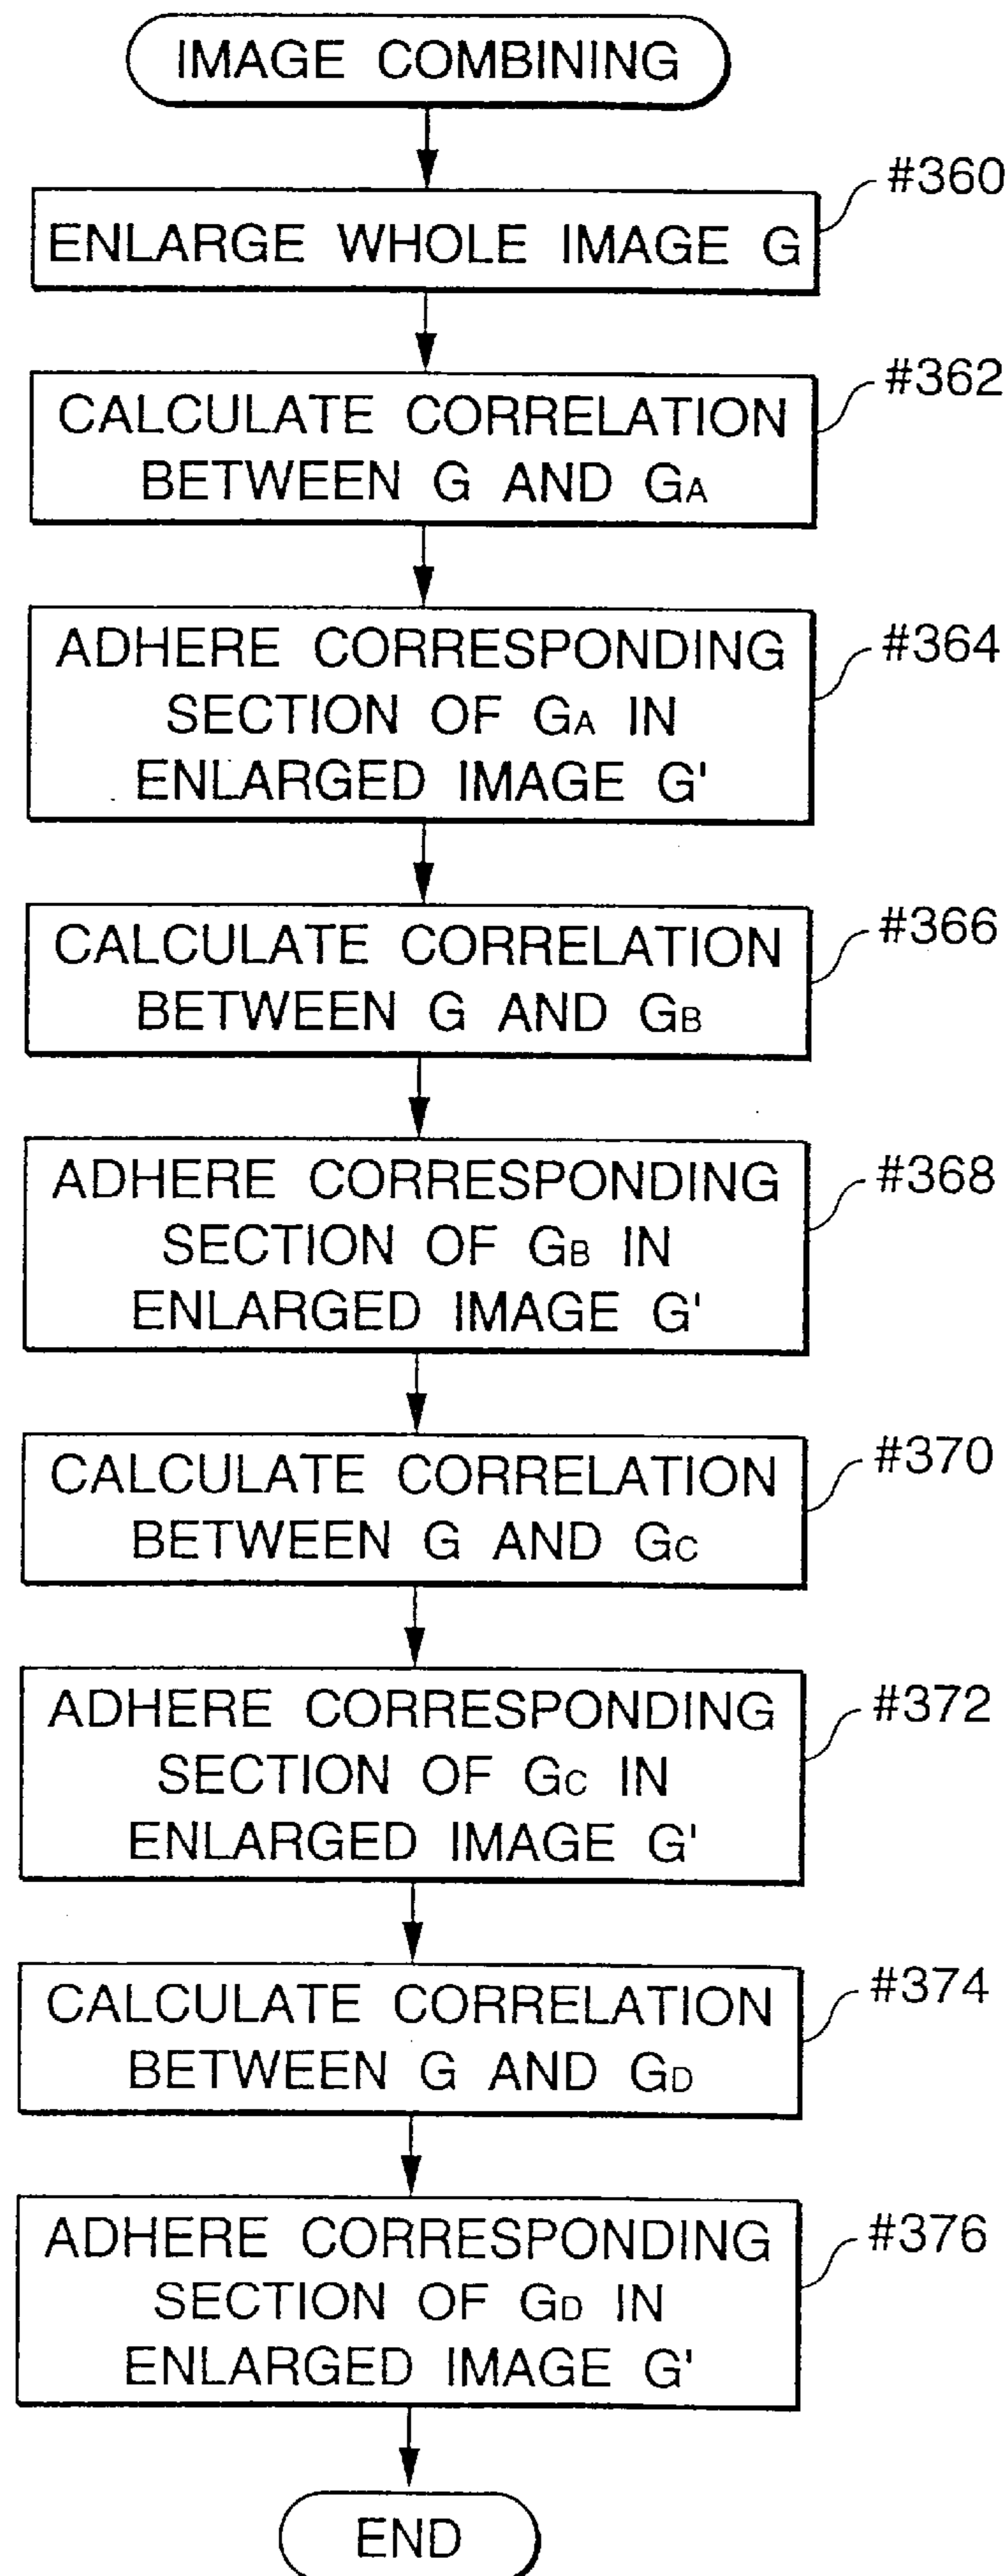 IMAGE COMBINING
#360
ENLARGE WHOLE IMAGE G
#362
CALCULATE CORRELATION
BETWEEN G AND GA
#364
ADHERE CORRESPONDING
SECTION OF GA IN
ENLARGED IMAGE G'
#366
CALCULATE CORRELATION
BETWEEN G AND GB
#368
ADHERE CORRESPONDING
SECTION OF GB IN
ENLARGED IMAGE G'
#370
CALCULATE CORRELATION
BETWEEN G AND GC
#372
ADHERE CORRESPONDING
SECTION OF GC IN
ENLARGED IMAGE G'
#374
CALCULATE CORRELATION
BETWEEN G AND GD
#376
ADHERE CORRESPONDING
SECTION OF GD IN
ENLARGED IMAGE G'
END